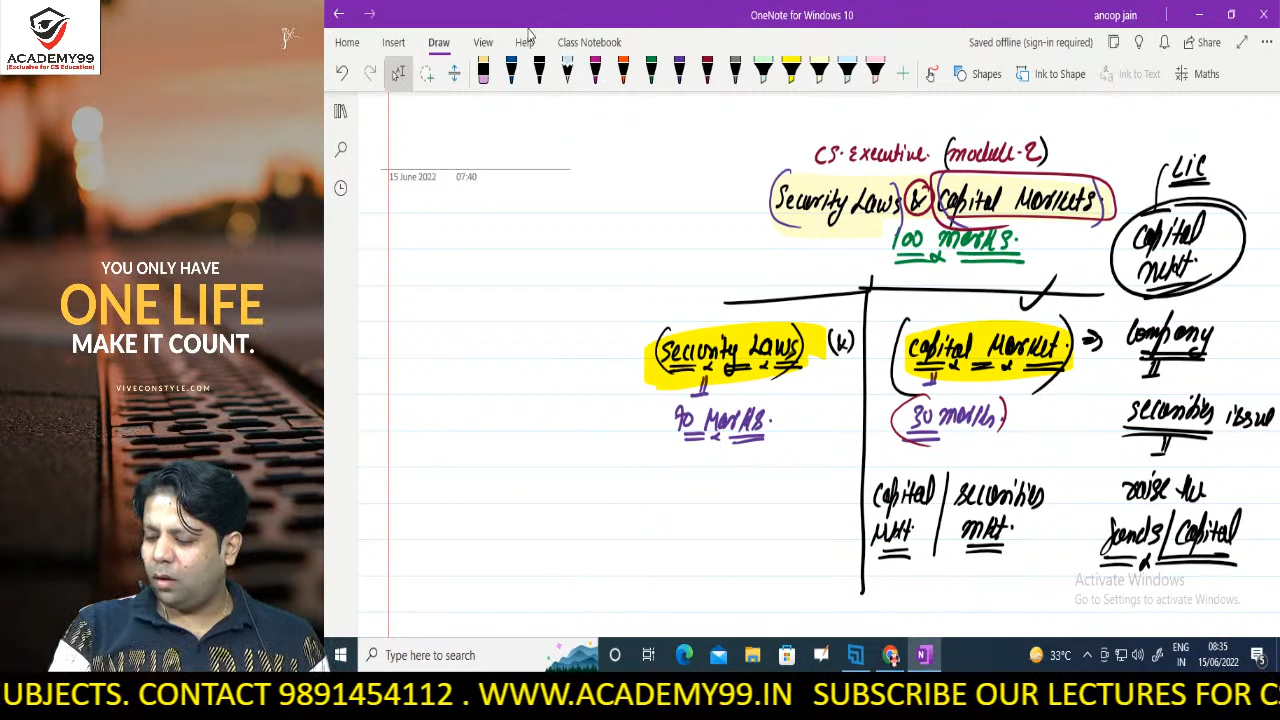 ACADEMY99
(Exclusive for CS Education)
YOU ONLY HAVE
ONE LIFE
MAKE IT COUNT.
VIVECONSTYLE.COM
OneNote for Windows 10
anoop jain
Home Insert Draw View Help Class Notebook
Saved offline (sign-in required)
Share
Shapes Ink to Shape Ink to Text Maths
15 June 2022 07:40
CS-Executive. (Module-2)
(Security Laws) & (Capital Markets)
100 Marks.
LIC
Capital
Mkt.
(Security Laws) (&) (Capital Market.) ⇒ Company
70 Marks. (30 Marks.) securities issue
Capital | securities
Mkt. | Mkt.
raise the
funds / Capital
Activate Windows
Go to Settings to activate Windows.
Type here to search
33°C
ENG
IN
08:35
15/06/2022
5
UBJECTS. CONTACT 9891454112 . WWW.ACADEMY99.IN SUBSCRIBE OUR LECTURES FOR C